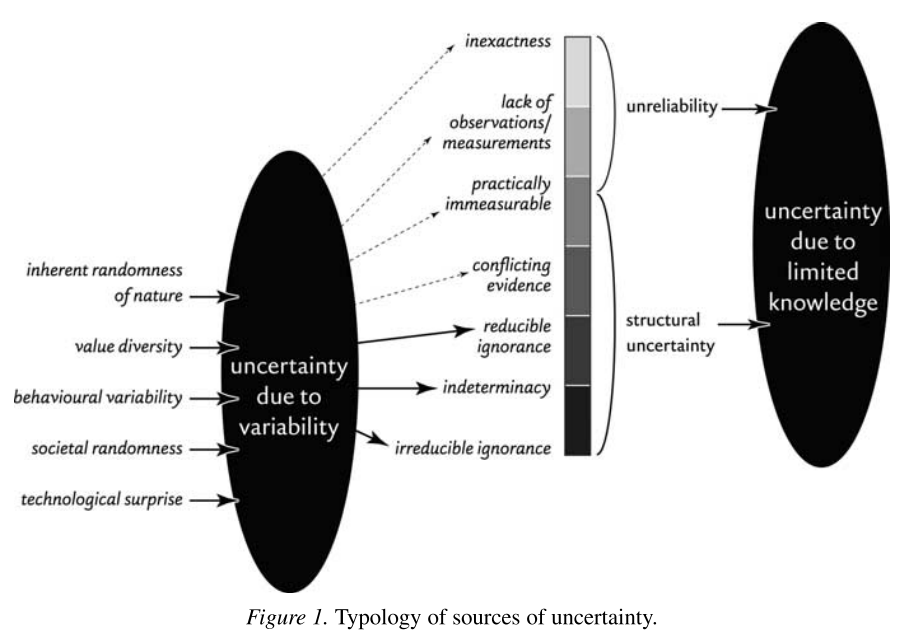 inexactness
lack of
observations/
measurements
practically
immeasurable
conflicting
evidence
reducible
ignorance
indeterminacy
irreducible ignorance
unreliability
structural
uncertainty
uncertainty
due to
limited
knowledge
inherent randomness
of nature
value diversity
behavioural variability
societal randomness
technological surprise
uncertainty
due to
variability
Figure 1. Typology of sources of uncertainty.